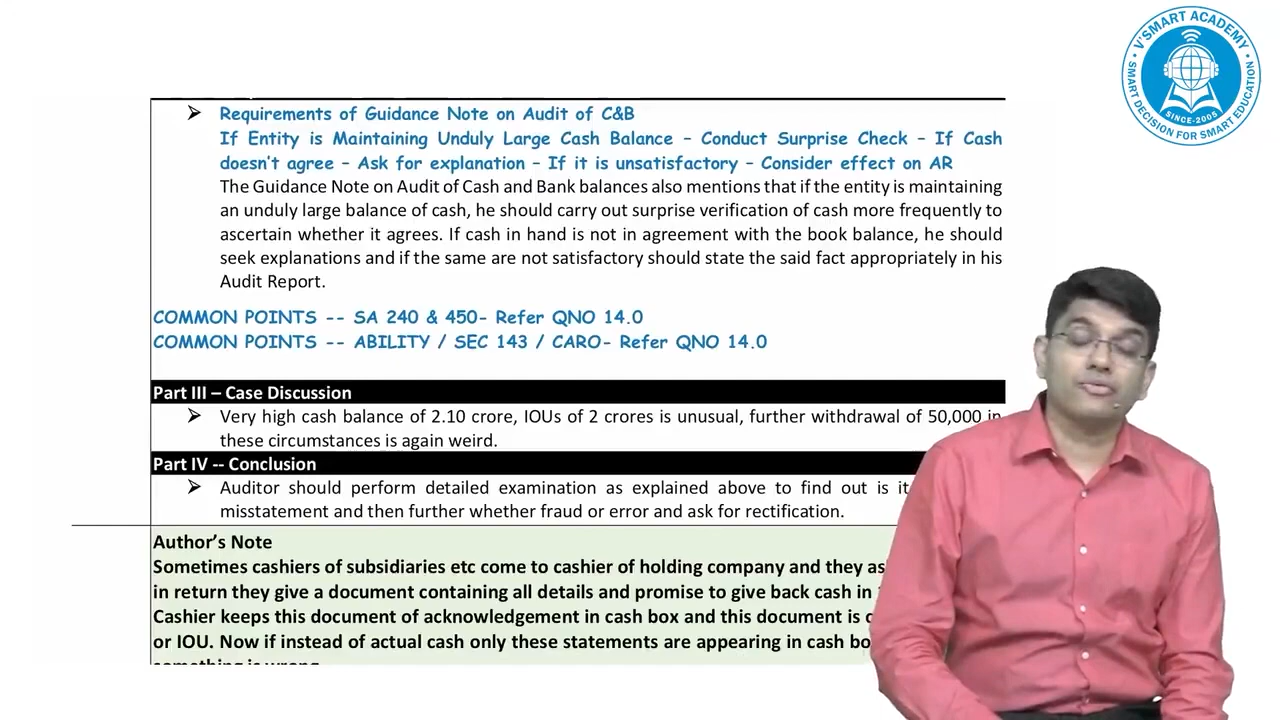 V'SMART ACADEMY
SINCE-2005
SMART DECISION FOR SMART EDUCATION
➤ Requirements of Guidance Note on Audit of C&B
If Entity is Maintaining Unduly Large Cash Balance – Conduct Surprise Check – If Cash
doesn't agree – Ask for explanation – If it is unsatisfactory – Consider effect on AR
The Guidance Note on Audit of Cash and Bank balances also mentions that if the entity is maintaining
an unduly large balance of cash, he should carry out surprise verification of cash more frequently to
ascertain whether it agrees. If cash in hand is not in agreement with the book balance, he should
seek explanations and if the same are not satisfactory should state the said fact appropriately in his
Audit Report.
COMMON POINTS -- SA 240 & 450- Refer QNO 14.0
COMMON POINTS -- ABILITY / SEC 143 / CARO- Refer QNO 14.0
Part III – Case Discussion
➤ Very high cash balance of 2.10 crore, IOUs of 2 crores is unusual, further withdrawal of 50,000 in
these circumstances is again weird.
Part IV -- Conclusion
➤ Auditor should perform detailed examination as explained above to find out is it
misstatement and then further whether fraud or error and ask for rectification.
Author's Note
Sometimes cashiers of subsidiaries etc come to cashier of holding company and they
in return they give a document containing all details and promise to give back cash in
Cashier keeps this document of acknowledgement in cash box and this document is
or IOU. Now if instead of actual cash only these statements are appearing in cash
something is wrong